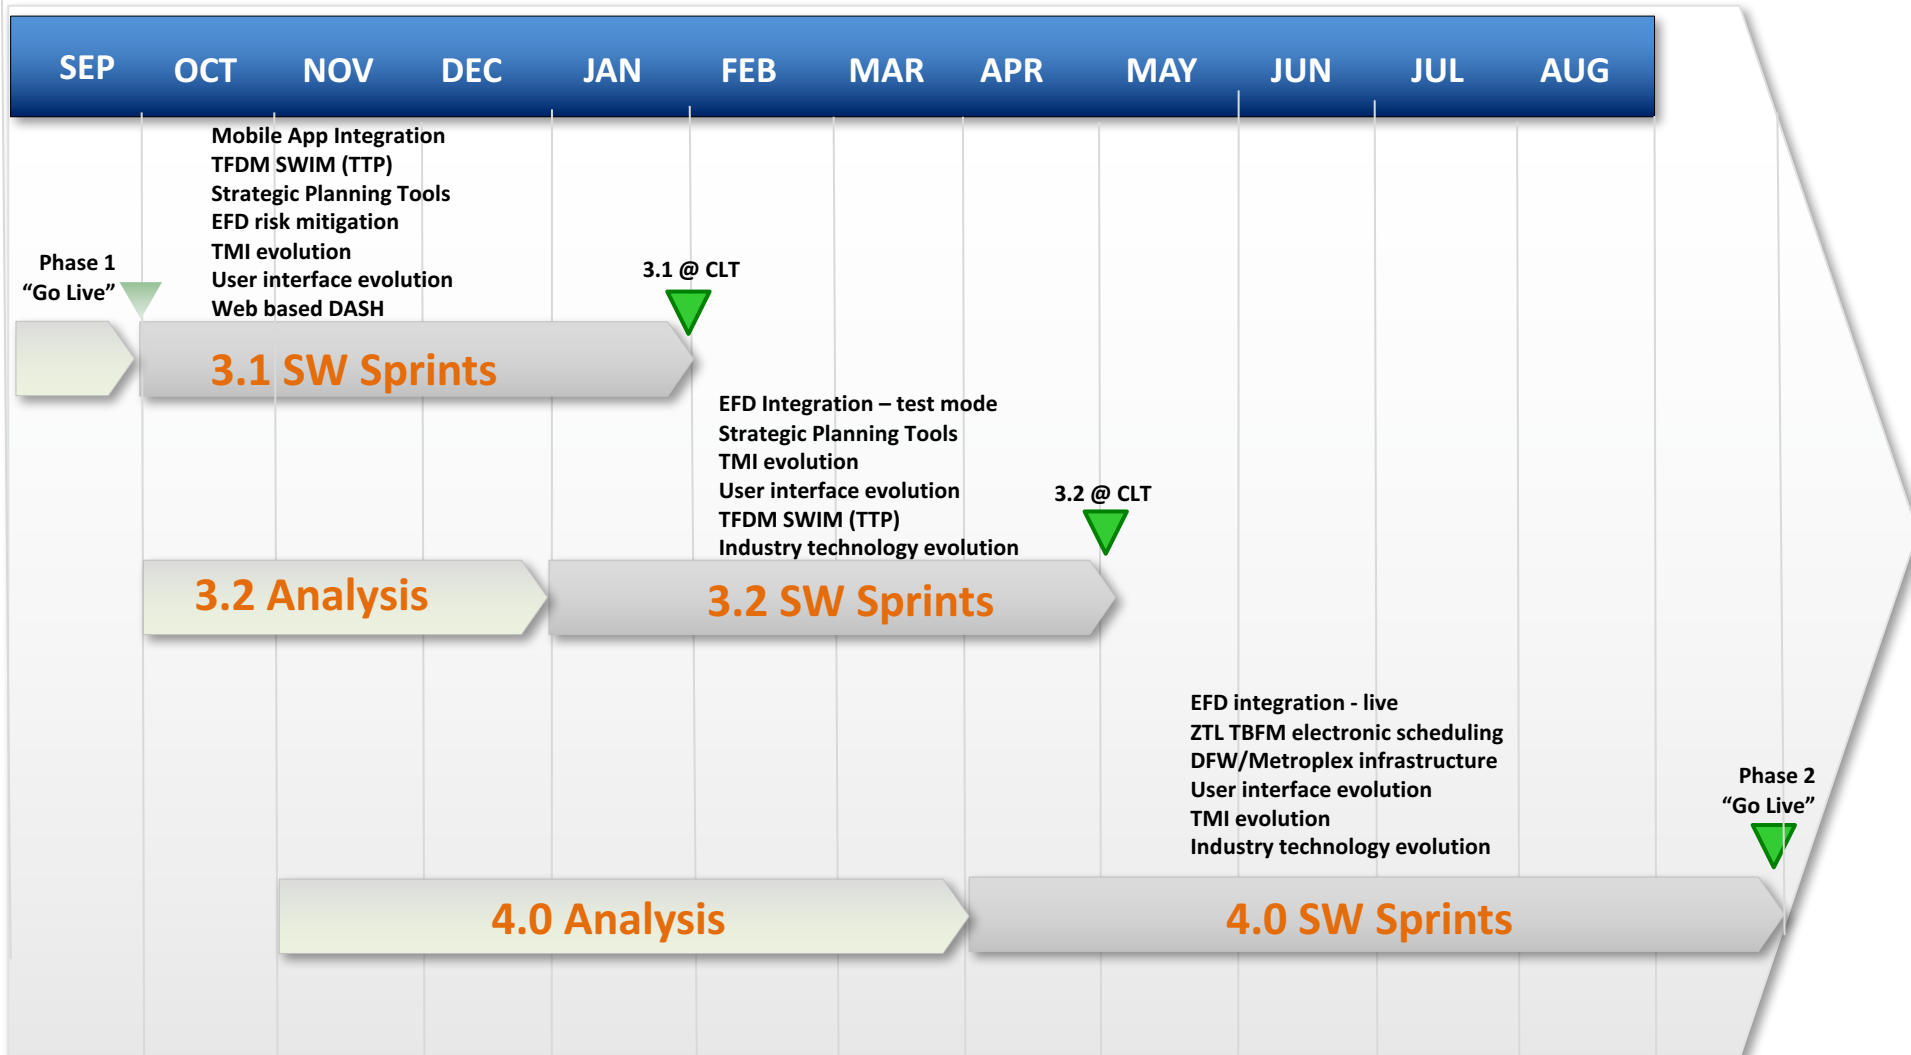 SEP OCT NOV DEC JAN FEB MAR APR MAY JUN JUL AUG
Mobile App Integration
TFDM SWIM (TTP)
Strategic Planning Tools
EFD risk mitigation
TMI evolution
User interface evolution
Web based DASH
Phase 1
“Go Live”
3.1 @ CLT
3.1 SW Sprints
EFD Integration – test mode
Strategic Planning Tools
TMI evolution
User interface evolution
TFDM SWIM (TTP)
Industry technology evolution
3.2 @ CLT
3.2 Analysis
3.2 SW Sprints
EFD integration - live
ZTL TBFM electronic scheduling
DFW/Metroplex infrastructure
User interface evolution
TMI evolution
Industry technology evolution
Phase 2
“Go Live”
4.0 Analysis
4.0 SW Sprints